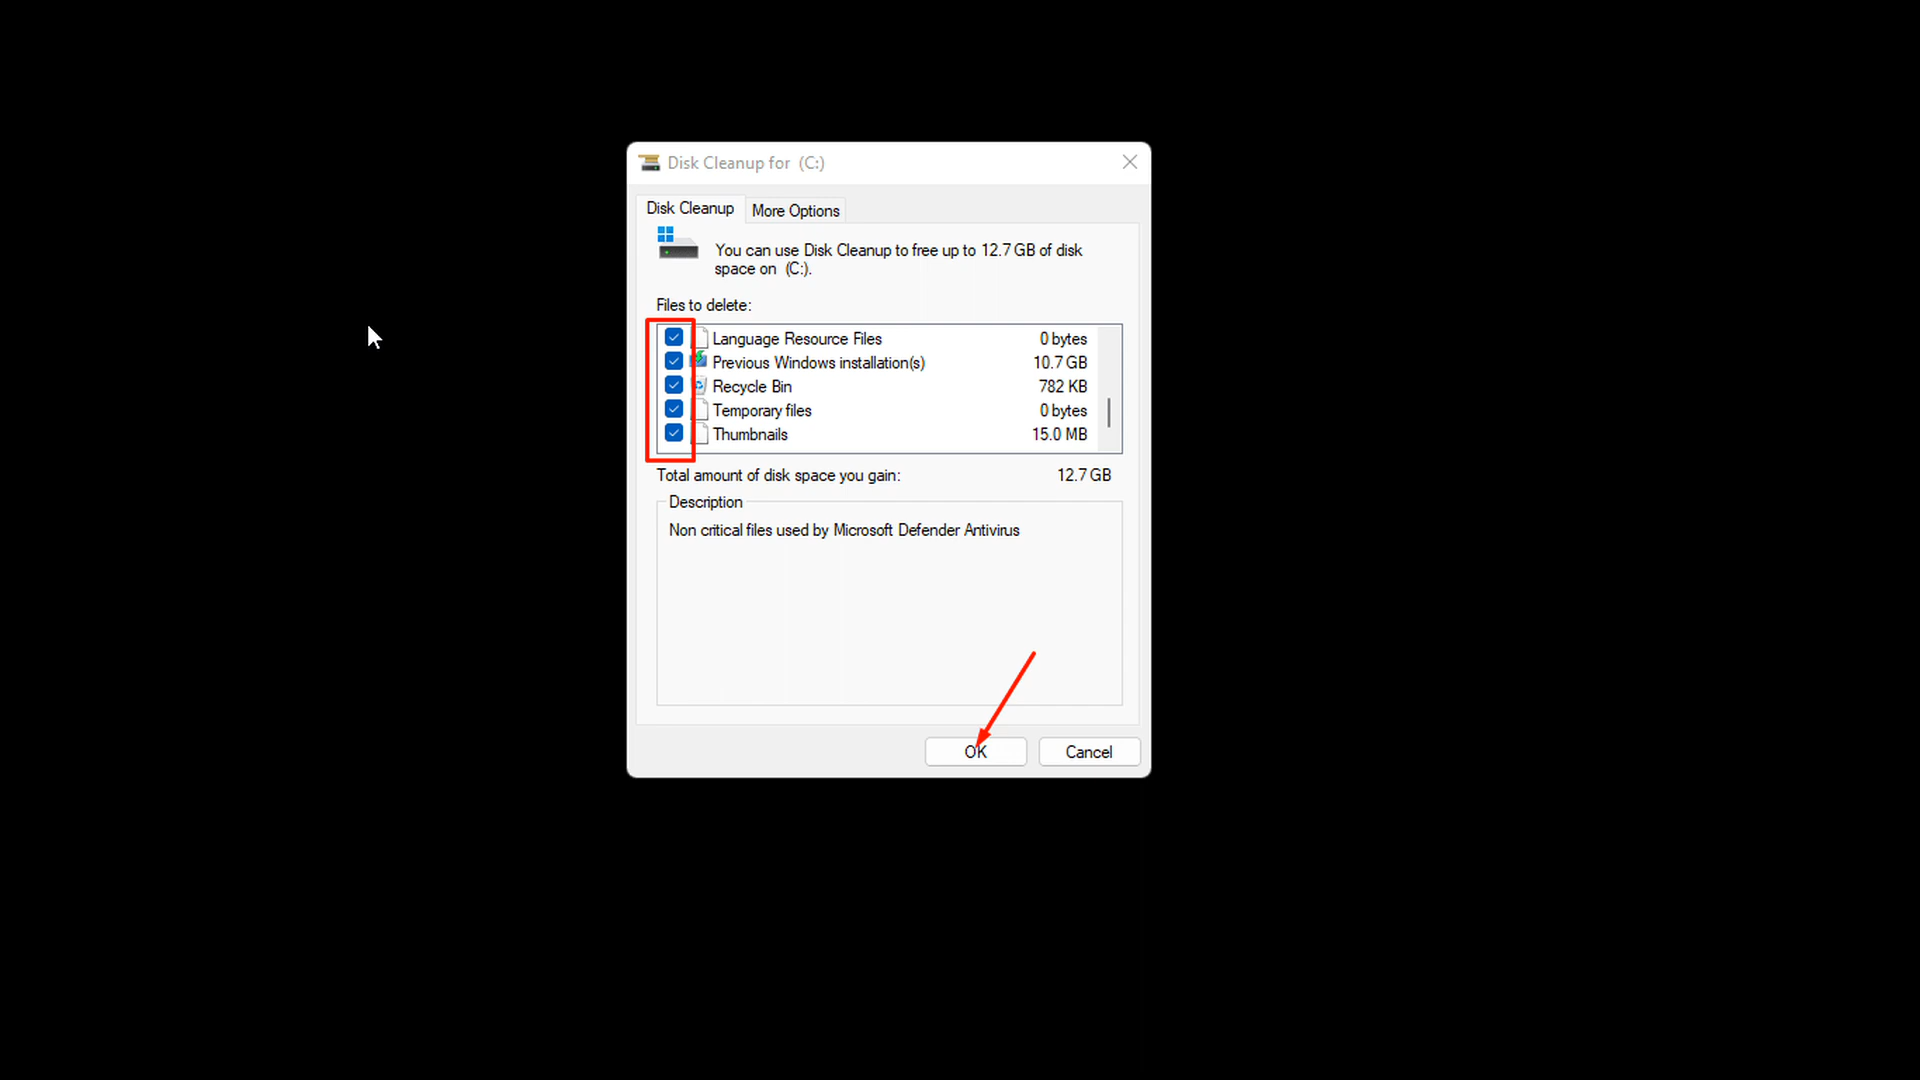 Disk Cleanup for (C:)
Disk Cleanup
More Options
You can use Disk Cleanup to free up to 12.7 GB of disk
space on (C:).
Files to delete:
Language Resource Files 0 bytes
Previous Windows installation(s) 10.7 GB
Recycle Bin 782 KB
Temporary files 0 bytes
Thumbnails 15.0 MB
Total amount of disk space you gain: 12.7 GB
Description
Non critical files used by Microsoft Defender Antivirus
OK
Cancel